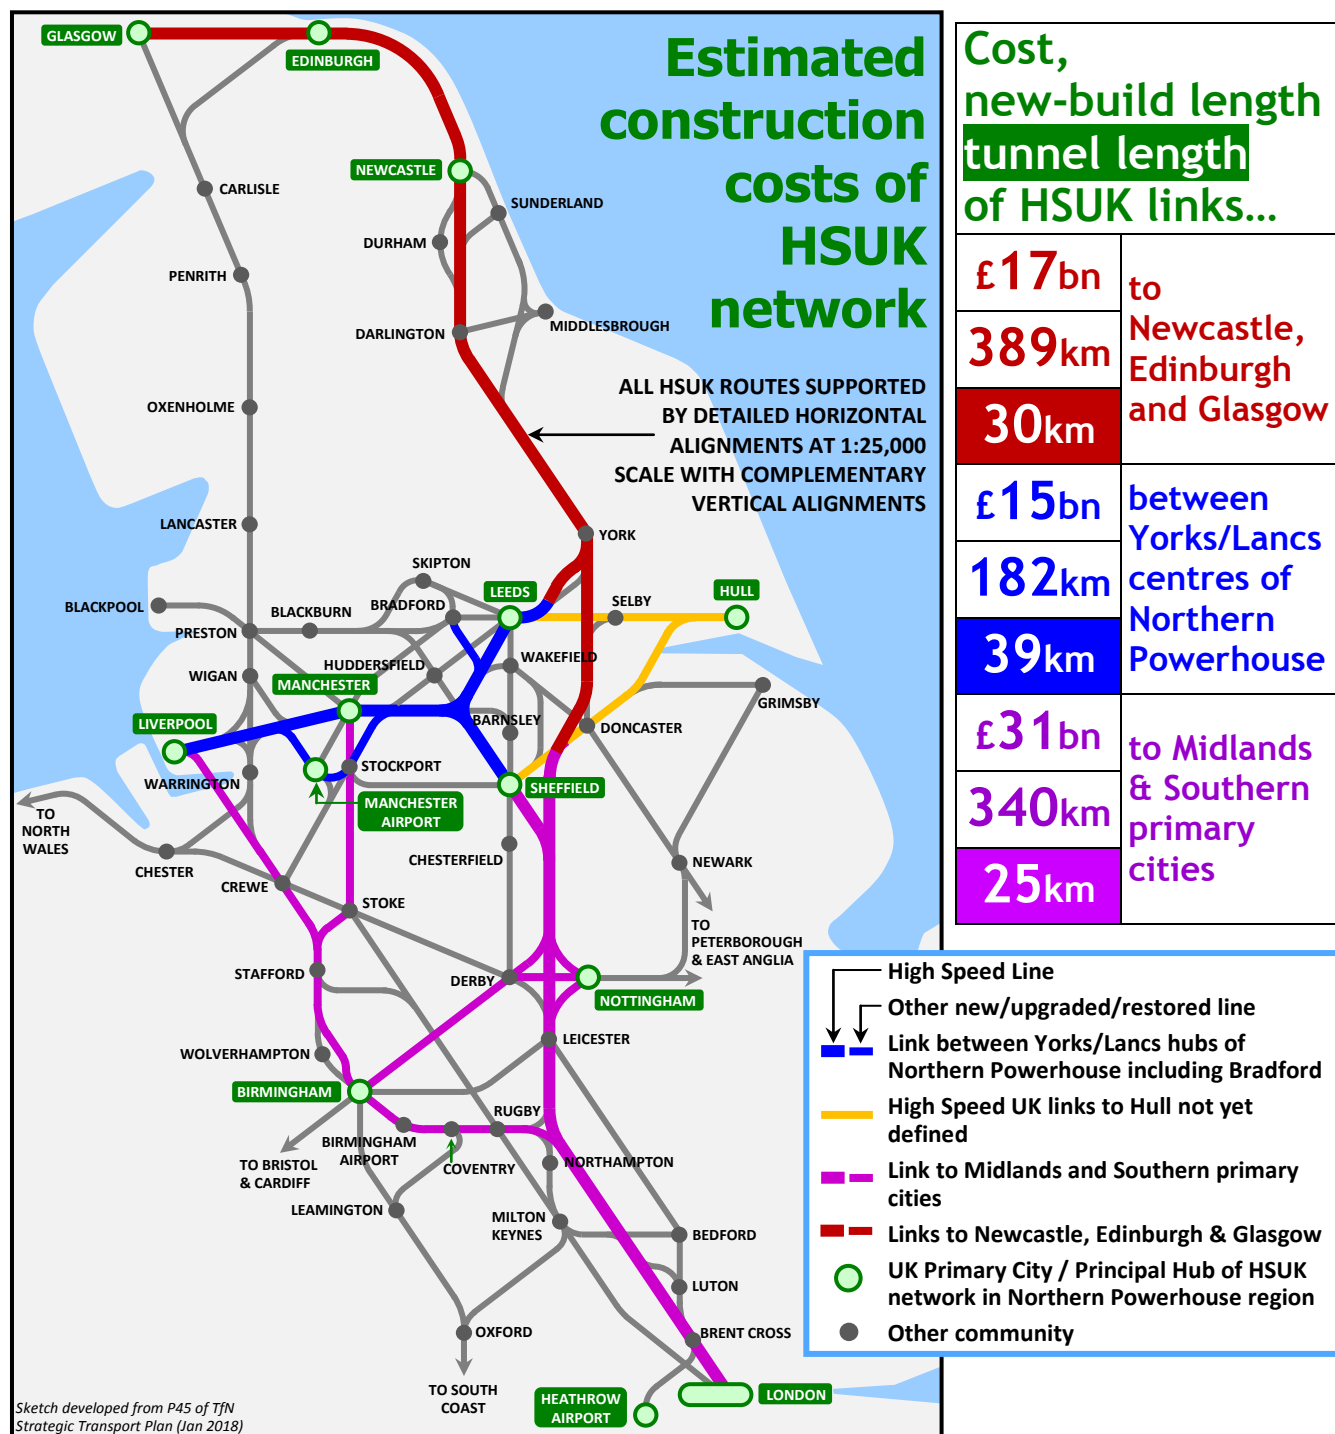 GLASGOW
EDINBURGH
Estimated
construction
costs of
HSUK
network
NEWCASTLE
CARLISLE
SUNDERLAND
DURHAM
PENRITH
MIDDLESBROUGH
DARLINGTON
ALL HSUK ROUTES SUPPORTED
BY DETAILED HORIZONTAL
ALIGNMENTS AT 1:25,000
SCALE WITH COMPLEMENTARY
VERTICAL ALIGNMENTS
OXENHOLME
LANCASTER
YORK
SKIPTON
LEEDS
HULL
BLACKPOOL
BLACKBURN
BRADFORD
SELBY
PRESTON
WAKEFIELD
HUDDERSFIELD
WIGAN
MANCHESTER
GRIMSBY
LIVERPOOL
BARNSLEY
DONCASTER
STOCKPORT
WARRINGTON
SHEFFIELD
MANCHESTER
AIRPORT
TO
NORTH
WALES
CHESTER
CHESTERFIELD
NEWARK
CREWE
STOKE
TO
PETERBOROUGH
& EAST ANGLIA
STAFFORD
DERBY
NOTTINGHAM
WOLVERHAMPTON
LEICESTER
BIRMINGHAM
RUGBY
BIRMINGHAM
AIRPORT
COVENTRY
NORTHAMPTON
TO BRISTOL
& CARDIFF
LEAMINGTON
MILTON
KEYNES
BEDFORD
LUTON
OXFORD
BRENT CROSS
TO SOUTH
COAST
HEATHROW
AIRPORT
LONDON
Sketch developed from P45 of TfN
Strategic Transport Plan (Jan 2018)
Cost,
new-build length
tunnel length
of HSUK links...
£17bn
389km
30km
to
Newcastle,
Edinburgh
and Glasgow
£15bn
182km
39km
between
Yorks/Lancs
centres of
Northern
Powerhouse
£31bn
340km
25km
to Midlands
& Southern
primary
cities
High Speed Line
Other new/upgraded/restored line
Link between Yorks/Lancs hubs of
Northern Powerhouse including Bradford
High Speed UK links to Hull not yet
defined
Link to Midlands and Southern primary
cities
Links to Newcastle, Edinburgh & Glasgow
UK Primary City / Principal Hub of HSUK
network in Northern Powerhouse region
Other community